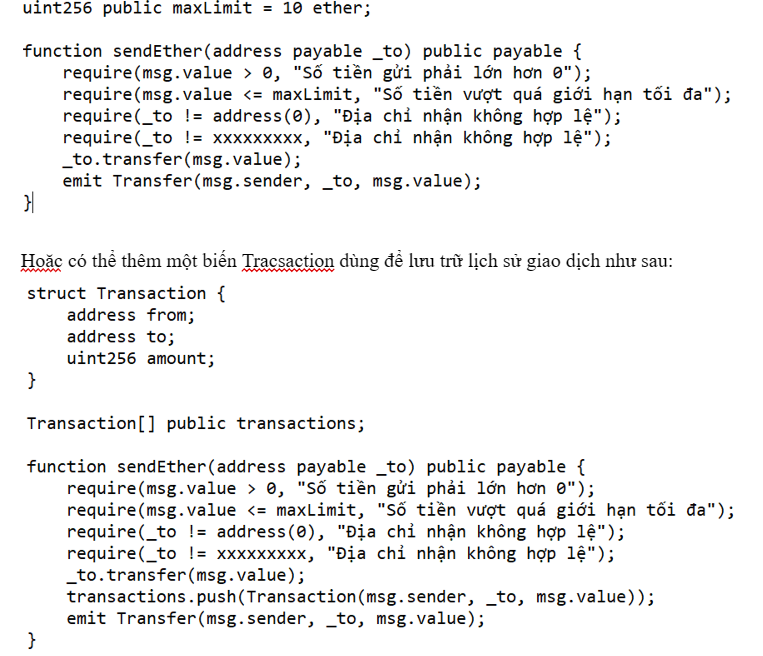 uint256 public maxLimit = 10 ether;
function sendEther(address payable _to) public payable {
require(msg.value > 0, "Số tiền gửi phải lớn hơn 0");
require(msg.value <= maxLimit, "Số tiền vượt quá giới hạn tối đa");
require(_to != address(0), "Địa chỉ nhận không hợp lệ");
require(_to != xxxxxxxxx, "Địa chỉ nhận không hợp lệ");
_to.transfer(msg.value);
emit Transfer(msg.sender, _to, msg.value);
}
Hoăc có thể thêm một biến Tracsaction dùng để lưu trữ lịch sử giao dịch như sau:
struct Transaction {
address from;
address to;
uint256 amount;
}
Transaction[] public transactions;
function sendEther(address payable _to) public payable {
require(msg.value > 0, "Số tiền gửi phải lớn hơn 0");
require(msg.value <= maxLimit, "Số tiền vượt quá giới hạn tối đa");
require(_to != address(0), "Địa chỉ nhận không hợp lệ");
require(_to != xxxxxxxxx, "Địa chỉ nhận không hợp lệ");
_to.transfer(msg.value);
transactions.push(Transaction(msg.sender, _to, msg.value));
emit Transfer(msg.sender, _to, msg.value);
}